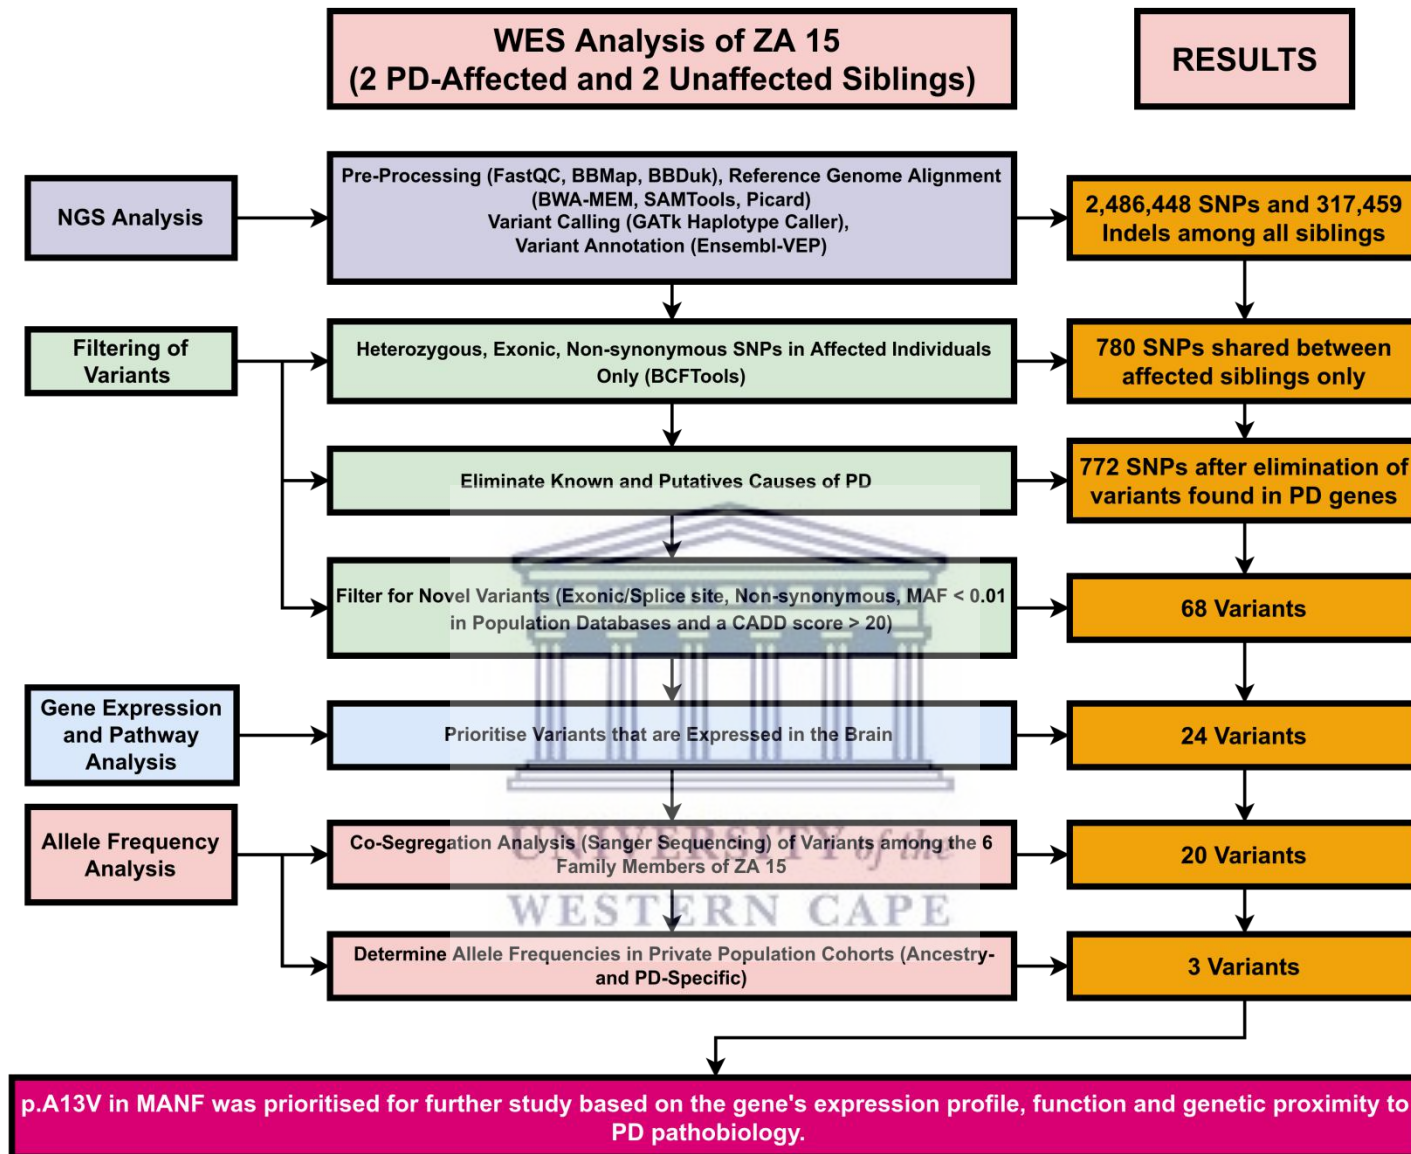 WES Analysis of ZA 15
(2 PD-Affected and 2 Unaffected Siblings)
RESULTS
NGS Analysis
Pre-Processing (FastQC, BBMap, BBDuk), Reference Genome Alignment
(BWA-MEM, SAMTools, Picard)
Variant Calling (GATk Haplotype Caller),
Variant Annotation (Ensembl-VEP)
2,486,448 SNPs and 317,459
Indels among all siblings
Filtering of
Variants
Heterozygous, Exonic, Non-synonymous SNPs in Affected Individuals
Only (BCFTools)
780 SNPs shared between
affected siblings only
Eliminate Known and Putatives Causes of PD
772 SNPs after elimination of
variants found in PD genes
Filter for Novel Variants (Exonic/Splice site, Non-synonymous, MAF < 0.01
in Population Databases and a CADD score > 20)
68 Variants
Gene Expression
and Pathway
Analysis
Prioritise Variants that are Expressed in the Brain
24 Variants
Allele Frequency
Analysis
Co-Segregation Analysis (Sanger Sequencing) of Variants among the 6
Family Members of ZA 15
20 Variants
UNIVERSITY of the
WESTERN CAPE
Determine Allele Frequencies in Private Population Cohorts (Ancestry-
and PD-Specific)
3 Variants
p.A13V in MANF was prioritised for further study based on the gene's expression profile, function and genetic proximity to
PD pathobiology.